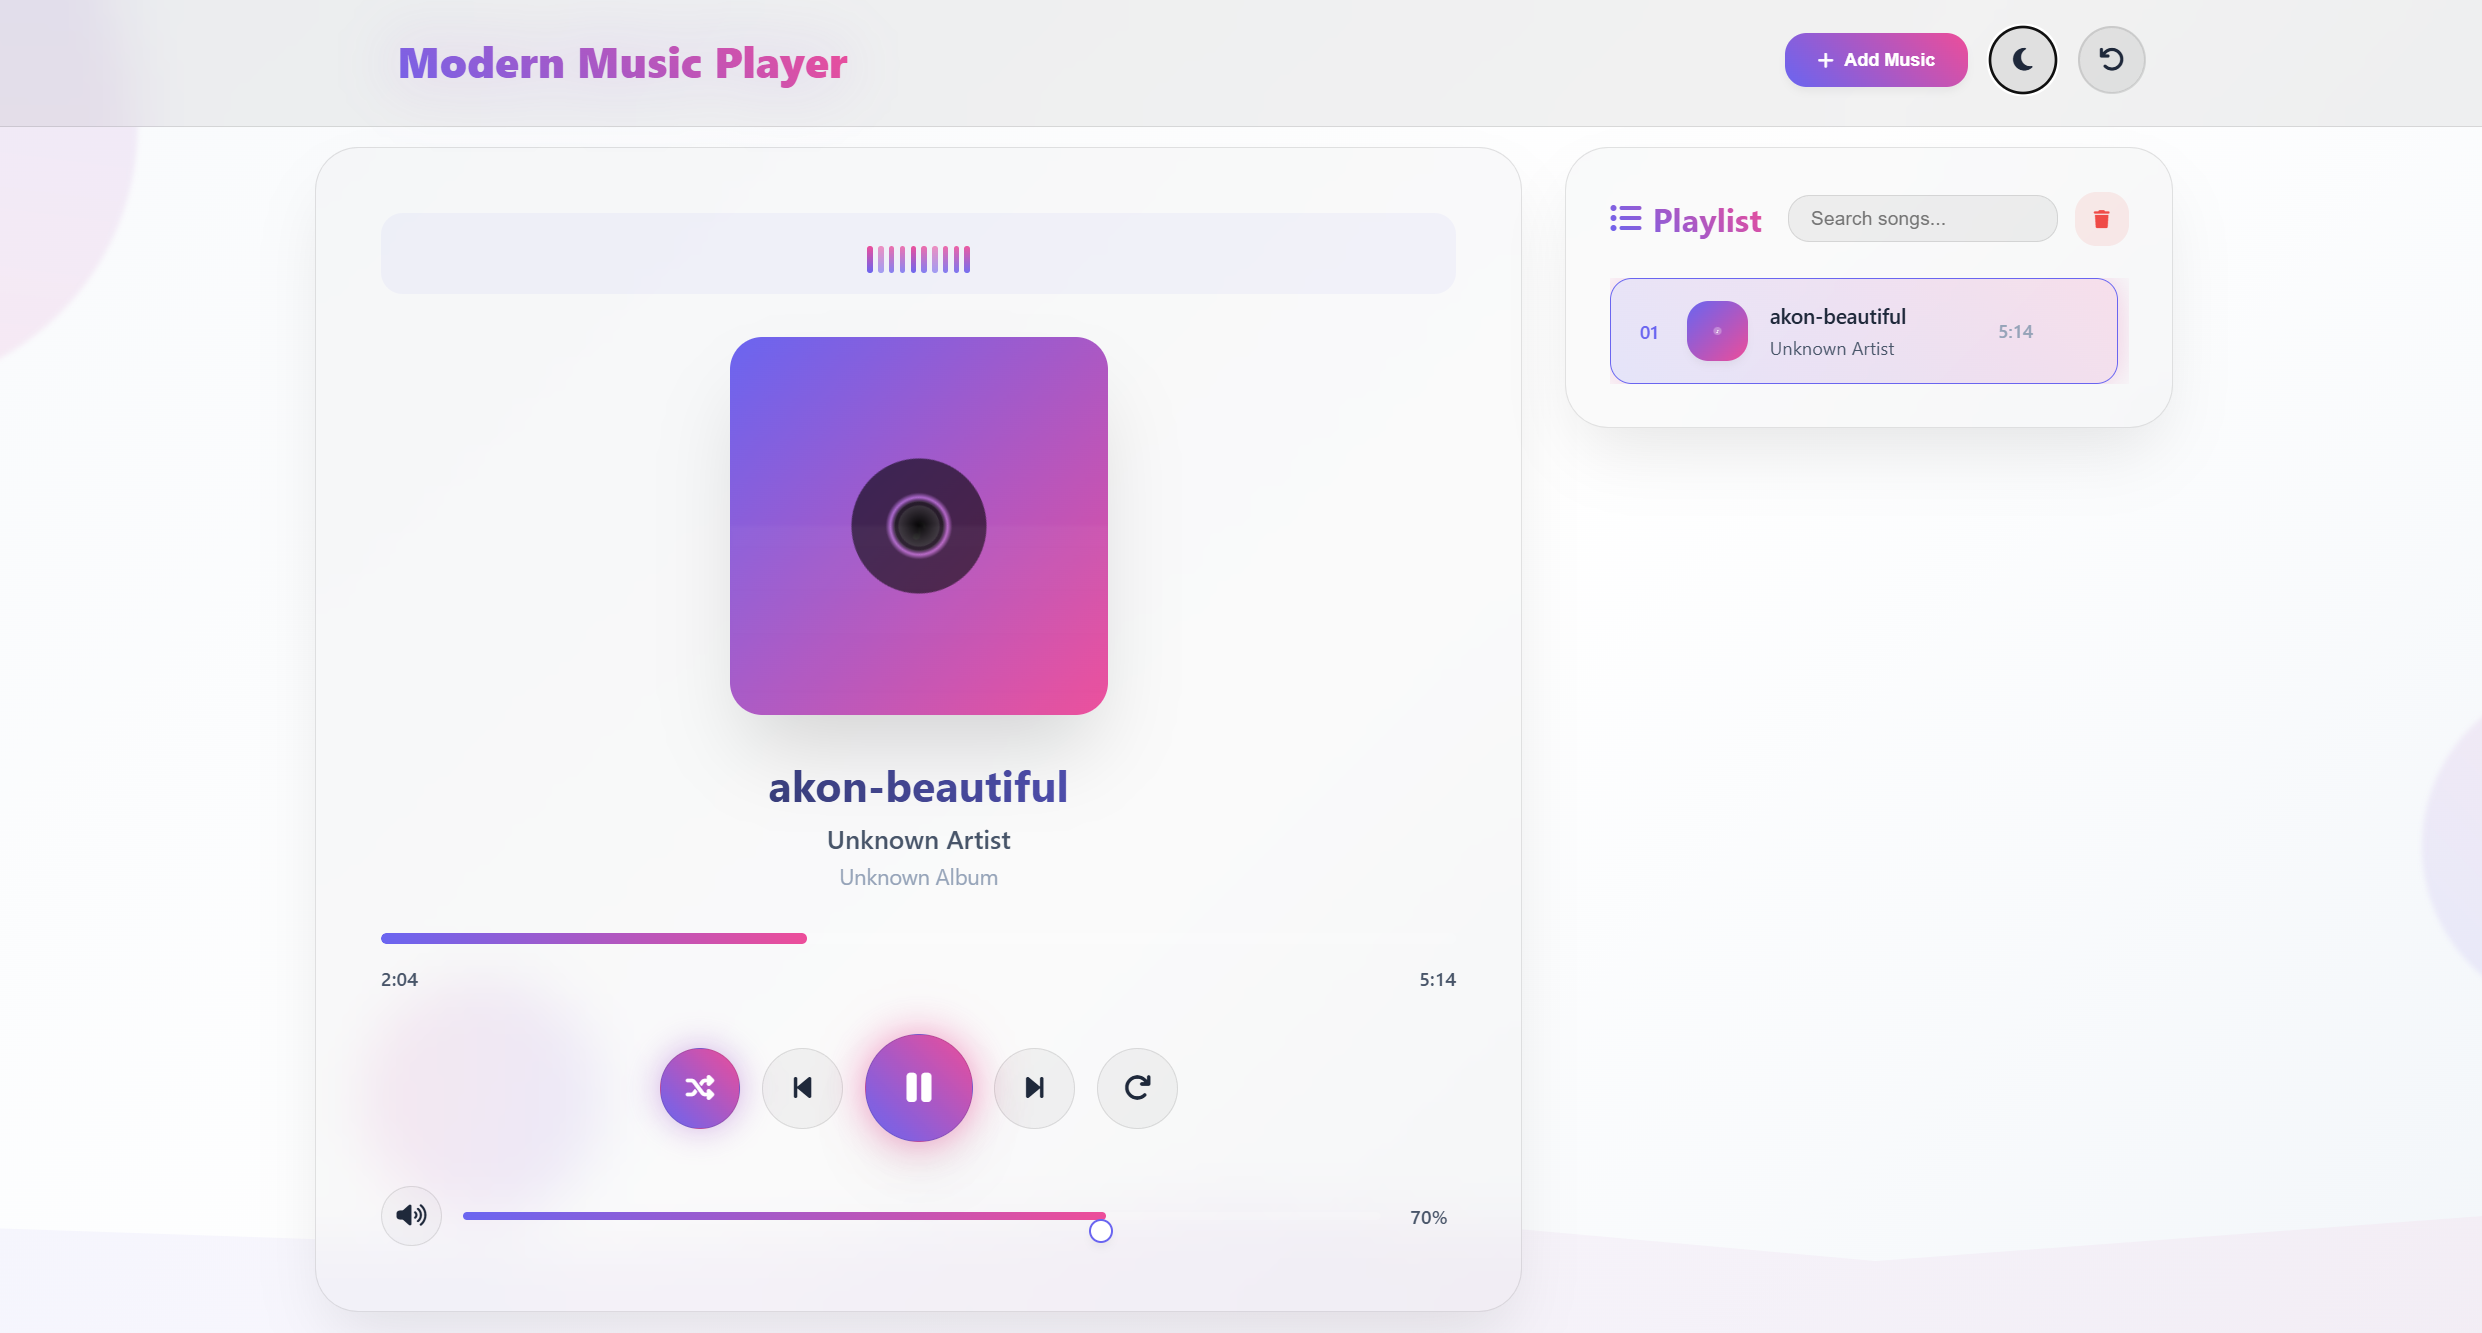 Modern Music Player
Add Music
Playlist
Search songs...
01
akon-beautiful
Unknown Artist
5:14
akon-beautiful
Unknown Artist
Unknown Album
2:04
5:14
70%